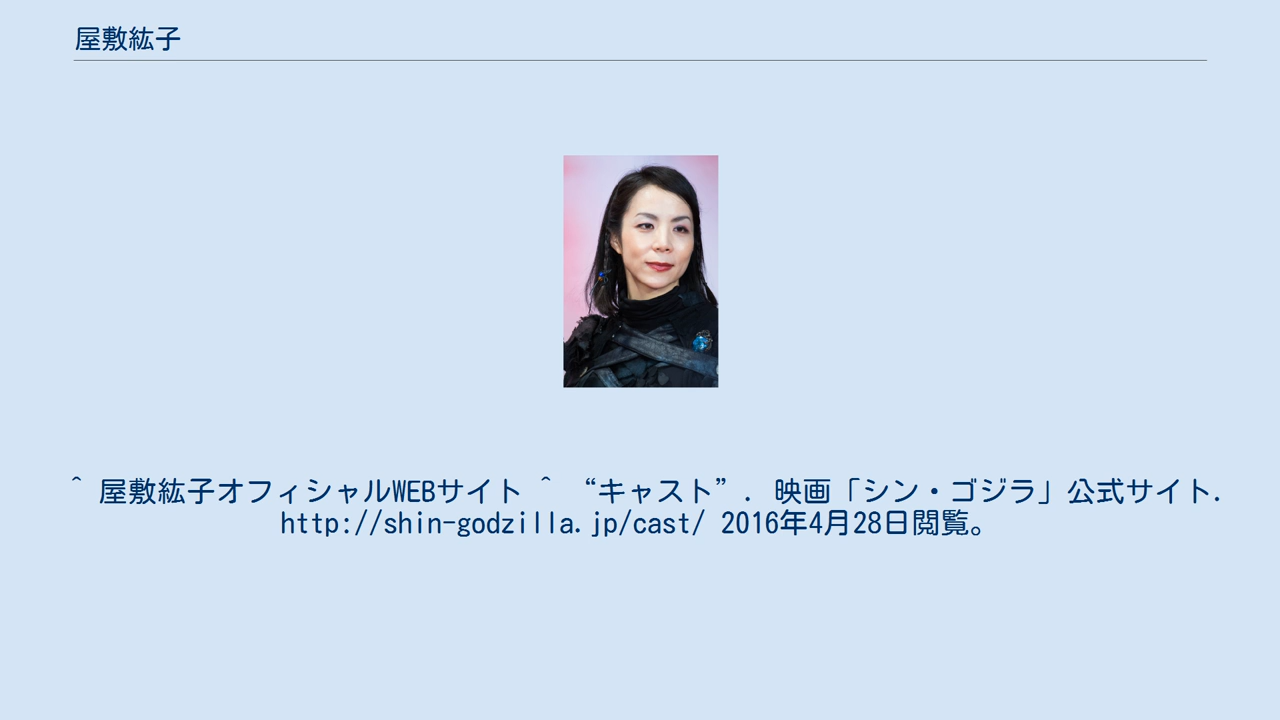 屋敷紘子
^ 屋敷紘子オフィシャルWEBサイト ^ “キャスト”. 映画「シン・ゴジラ」公式サイト.
http://shin-godzilla.jp/cast/ 2016年4月28日閲覧。